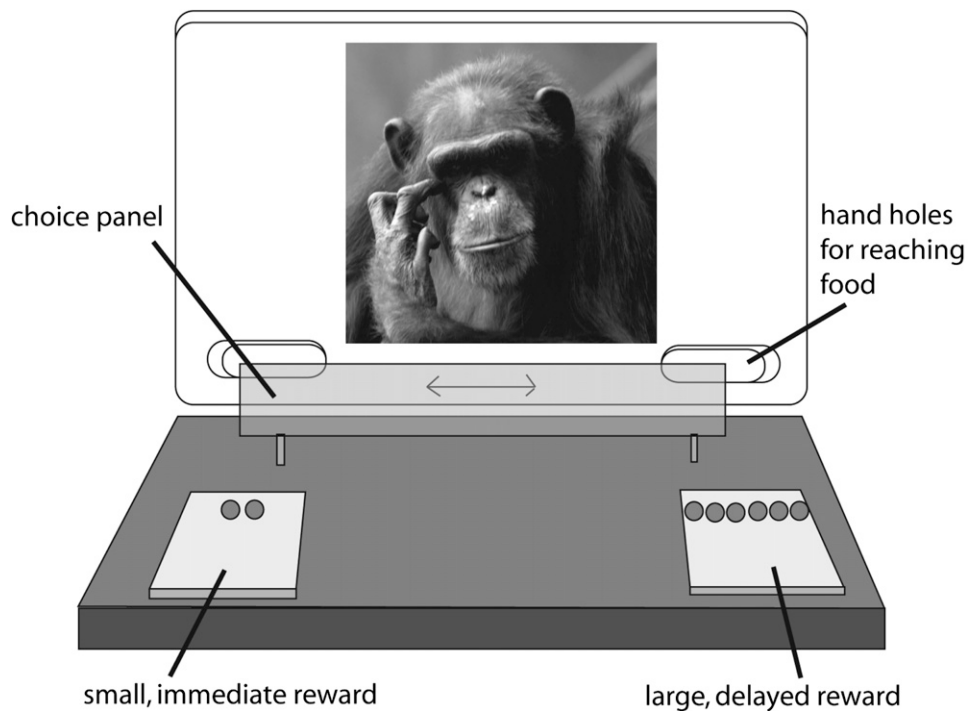 choice panel
hand holes
for reaching
food
small, immediate reward
large, delayed reward